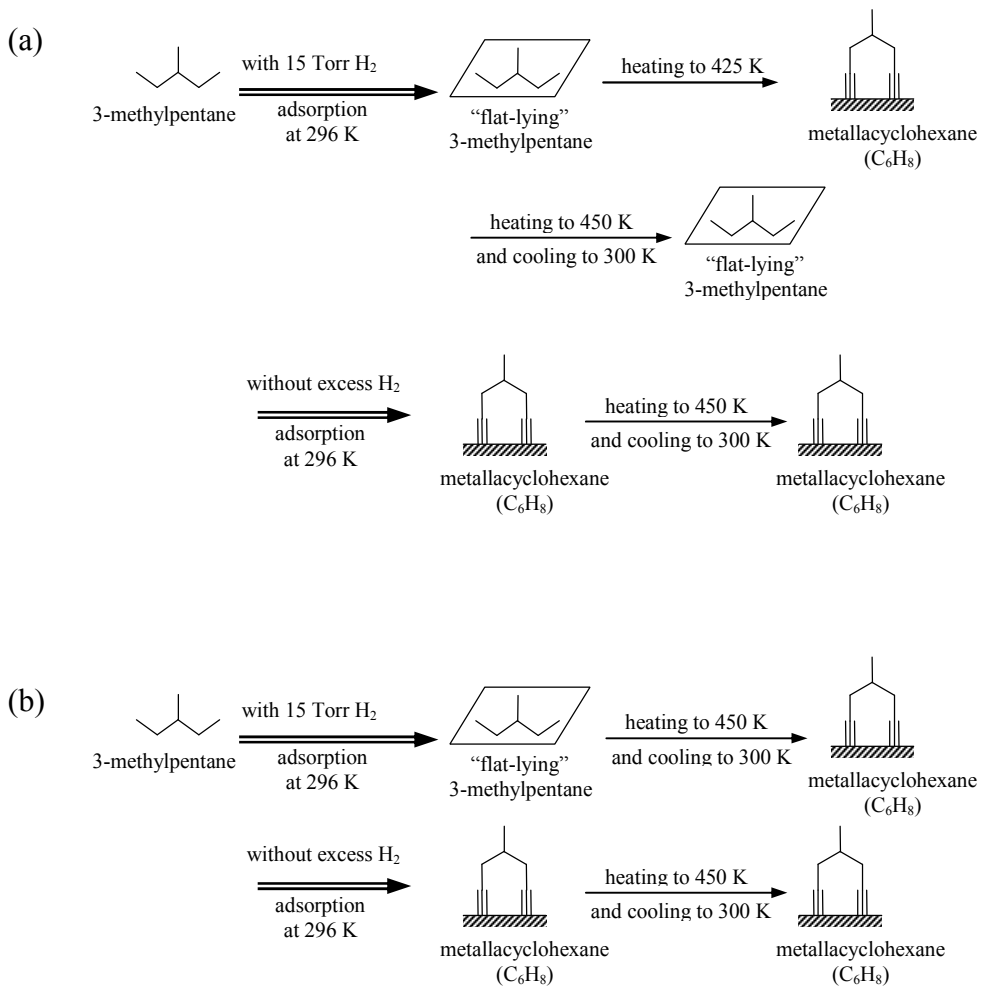 (a)
3-methylpentane
with 15 Torr H₂
adsorption
at 296 K
“flat-lying”
3-methylpentane
heating to 425 K
metallacyclohexane
(C₆H₈)
heating to 450 K
and cooling to 300 K
“flat-lying”
3-methylpentane
without excess H₂
adsorption
at 296 K
metallacyclohexane
(C₆H₈)
heating to 450 K
and cooling to 300 K
metallacyclohexane
(C₆H₈)
(b)
3-methylpentane
with 15 Torr H₂
adsorption
at 296 K
“flat-lying”
3-methylpentane
heating to 450 K
and cooling to 300 K
metallacyclohexane
(C₆H₈)
without excess H₂
adsorption
at 296 K
metallacyclohexane
(C₆H₈)
heating to 450 K
and cooling to 300 K
metallacyclohexane
(C₆H₈)